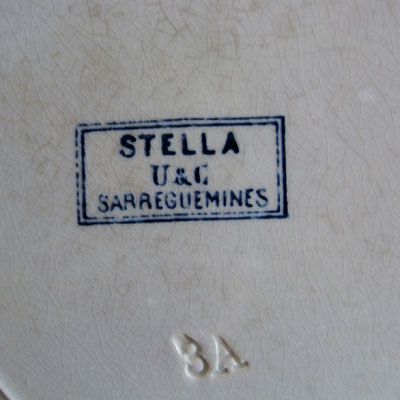 STELLA
U & C
SARREGUEMINES
3A